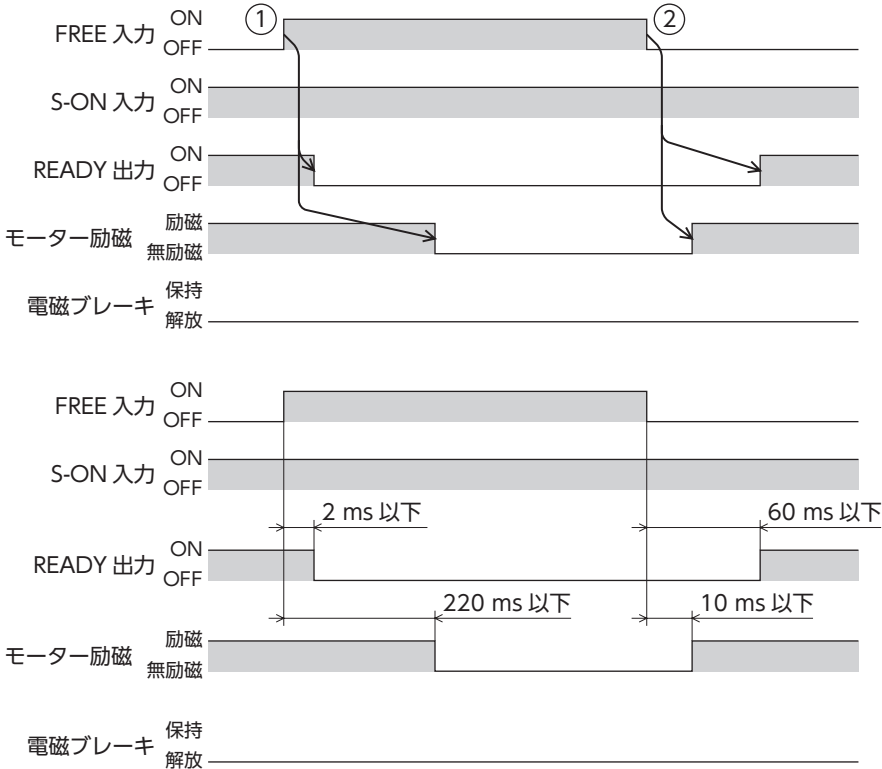 ① ②
FREE 入力 ON
OFF
S-ON 入力 ON
OFF
READY 出力 ON
OFF
モーター励磁 励磁
無励磁
電磁ブレーキ 保持
解放
FREE 入力 ON
OFF
S-ON 入力 ON
OFF
2 ms 以下 60 ms 以下
READY 出力 ON
OFF
220 ms 以下 10 ms 以下
モーター励磁 励磁
無励磁
電磁ブレーキ 保持
解放